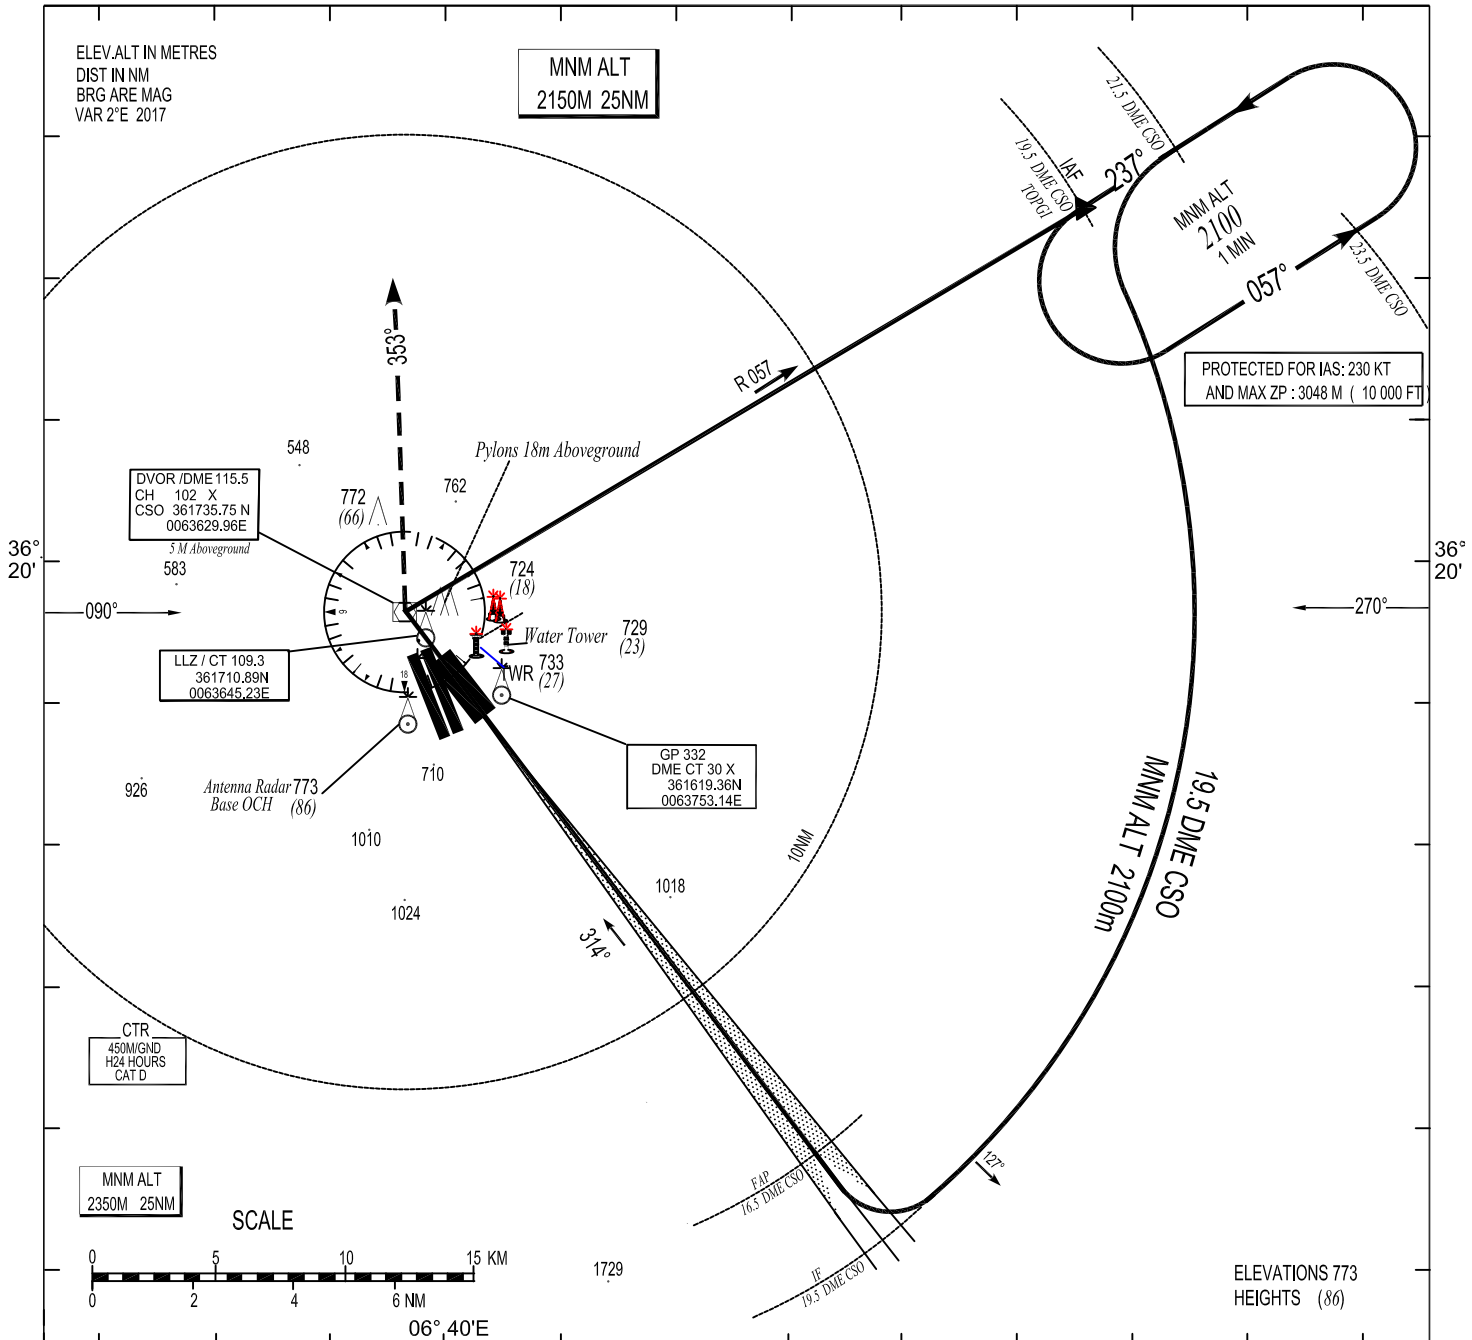 ELEV.ALT IN METRES
DIST IN NM
BRG ARE MAG
VAR 2°E 2017
MNM ALT
2150M 25NM
21.5 DME CSO
19.5 DME CSO
IAF
TOPGI
237°
MNM ALT
2100
1 MIN
057°
23.5 DME CSO
PROTECTED FOR IAS: 230 KT
AND MAX ZP : 3048 M ( 10 000 FT )
353°
R 057
548
Pylons 18m Aboveground
DVOR /DME 115.5
CH 102 X
CSO 361735.75 N
0063629.96E
5 M Aboveground
772
(66)
762
583
36°
20'
724
(18)
36°
20'
090°
9
270°
Water Tower
729
(23)
LLZ / CT 109.3
361710.89N
0063645,23E
18
TWR
733
(27)
GP 332
DME CT 30 X
361619.36N
0063753.14E
710
926
Antenna Radar 773
Base OCH (86)
1010
1024
1018
10NM
314°
19.5 DME CSO
MNM ALT 2100m
CTR
450M/GND
H24 HOURS
CAT D
127°
FAP
16.5 DME CSO
MNM ALT
2350M 25NM
SCALE
0 5 10 15 KM
0 2 4 6 NM
1729
IF
19.5 DME CSO
ELEVATIONS 773
HEIGHTS (86)
06° 40'E